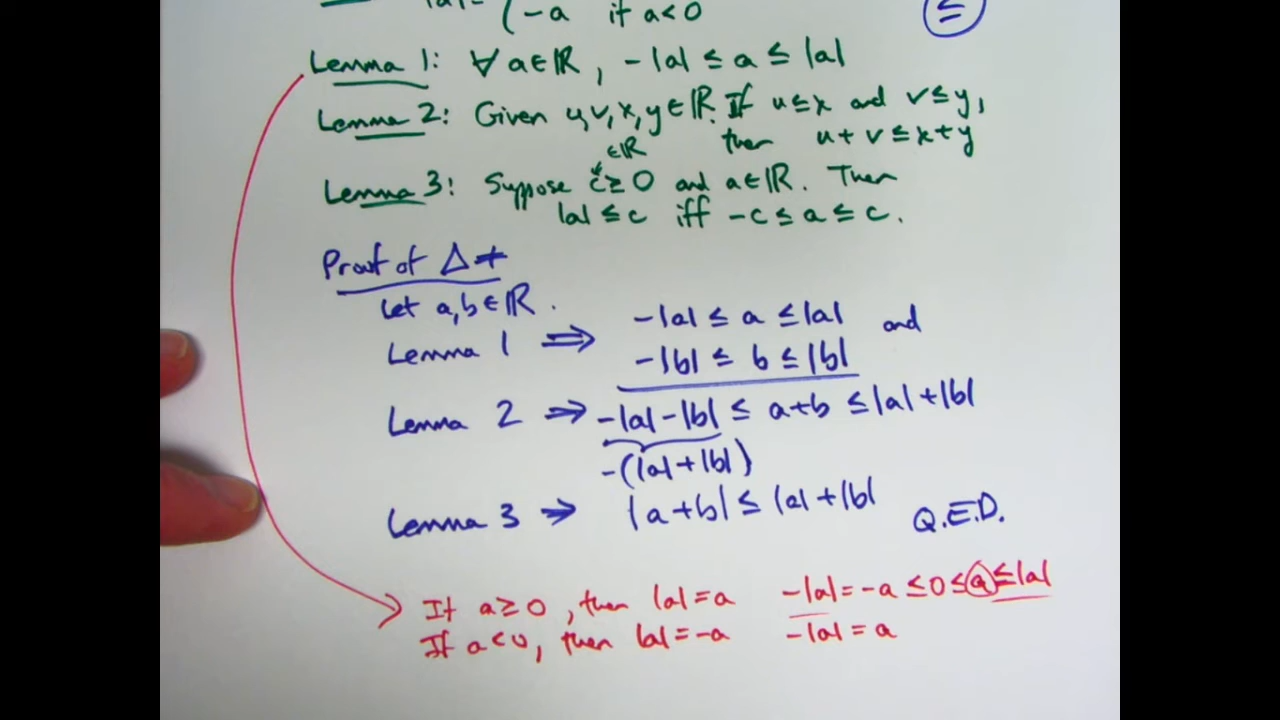 |a| = { -a if a < 0
=
Lemma 1: ∀ a∈ℝ, -|a| ≤ a ≤ |a|
Lemma 2: Given u,v,x,y∈ℝ. If u≤x and v≤y,
then u+v≤x+y
∈ℝ
Lemma 3: Suppose c≥0 and a∈ℝ. Then
|a| ≤ c iff -c ≤ a ≤ c.
Proof of Δ≠
Let a,b∈ℝ.
Lemma 1 ⇒ -|a| ≤ a ≤ |a| and
-|b| ≤ b ≤ |b|
Lemma 2 ⇒ -|a|-|b| ≤ a+b ≤ |a|+|b|
-(|a|+|b|)
Lemma 3 ⇒ |a+b| ≤ |a|+|b|
Q.E.D.
If a≥0, then |a|=a -|a|=-a ≤0≤a≤|a|
If a<0, then |a|=-a -|a|=a